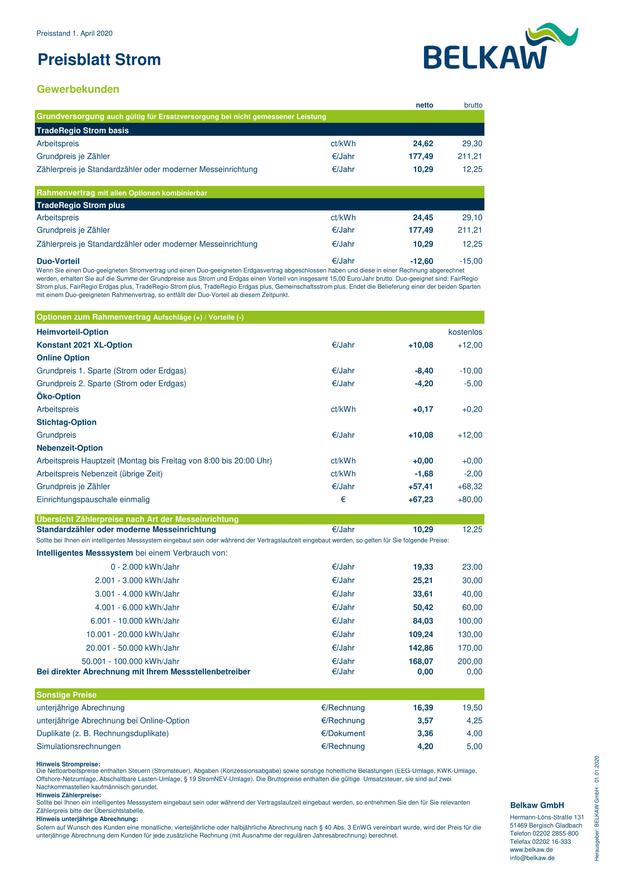 Preisstand 1. April 2020
BELKAW
Preisblatt Strom
Gewerbekunden
netto brutto
Grundversorgung auch gültig für Ersatzversorgung bei nicht gemessener Leistung
TradeRegio Strom basis
Arbeitspreis ct/kWh 24,62 29,30
Grundpreis je Zähler €/Jahr 177,49 211,21
Zählerpreis je Standardzähler oder moderner Messeinrichtung €/Jahr 10,29 12,25
Rahmenvertrag mit allen Optionen kombinierbar
TradeRegio Strom plus
Arbeitspreis ct/kWh 24,45 29,10
Grundpreis je Zähler €/Jahr 177,49 211,21
Zählerpreis je Standardzähler oder moderner Messeinrichtung €/Jahr 10,29 12,25
Duo-Vorteil €/Jahr -12,60 -15,00
Wenn Sie einen Duo-geeigneten Stromvertrag und einen Duo-geeigneten Erdgasvertrag abgeschlossen haben und diese in einer Rechnung abgerechnet
werden, erhalten Sie auf die Summe der Grundpreise aus Strom und Erdgas einen Vorteil von insgesamt 15,00 Euro/Jahr brutto. Duo-geeignet sind: FairRegio
Strom plus, FairRegio Erdgas plus, TradeRegio Strom plus, TradeRegio Erdgas plus, Gemeinschaftsstrom plus. Endet die Belieferung einer der beiden Sparten
mit einem Duo-geeigneten Rahmenvertrag, so entfällt der Duo-Vorteil ab diesem Zeitpunkt.
Optionen zum Rahmenvertrag Aufschläge (+) / Vorteile (-)
Heimvorteil-Option kostenlos
Konstant 2021 XL-Option €/Jahr +10,08 +12,00
Online Option
Grundpreis 1. Sparte (Strom oder Erdgas) €/Jahr -8,40 -10,00
Grundpreis 2. Sparte (Strom oder Erdgas) €/Jahr -4,20 -5,00
Öko-Option
Arbeitspreis ct/kWh +0,17 +0,20
Stichtag-Option
Grundpreis €/Jahr +10,08 +12,00
Nebenzeit-Option
Arbeitspreis Hauptzeit (Montag bis Freitag von 8:00 bis 20:00 Uhr) ct/kWh +0,00 +0,00
Arbeitspreis Nebenzeit (übrige Zeit) ct/kWh -1,68 -2,00
Grundpreis je Zähler €/Jahr +57,41 +68,32
Einrichtungspauschale einmalig € +67,23 +80,00
Übersicht Zählerpreise nach Art der Messeinrichtung
Standardzähler oder moderne Messeinrichtung €/Jahr 10,29 12,25
Sollte bei Ihnen ein intelligentes Messsystem eingebaut sein oder während der Vertragslaufzeit eingebaut werden, so gelten für Sie folgende Preise:
Intelligentes Messsystem bei einem Verbrauch von:
0 - 2.000 kWh/Jahr €/Jahr 19,33 23,00
2.001 - 3.000 kWh/Jahr €/Jahr 25,21 30,00
3.001 - 4.000 kWh/Jahr €/Jahr 33,61 40,00
4.001 - 6.000 kWh/Jahr €/Jahr 50,42 60,00
6.001 - 10.000 kWh/Jahr €/Jahr 84,03 100,00
10.001 - 20.000 kWh/Jahr €/Jahr 109,24 130,00
20.001 - 50.000 kWh/Jahr €/Jahr 142,86 170,00
50.001 - 100.000 kWh/Jahr €/Jahr 168,07 200,00
Bei direkter Abrechnung mit Ihrem Messstellenbetreiber €/Jahr 0,00 0,00
Sonstige Preise
unterjährige Abrechnung €/Rechnung 16,39 19,50
unterjährige Abrechnung bei Online-Option €/Rechnung 3,57 4,25
Duplikate (z. B. Rechnungsduplikate) €/Dokument 3,36 4,00
Simulationsrechnungen €/Rechnung 4,20 5,00
Hinweis Strompreise:
Die Nettoarbeitspreise enthalten Steuern (Stromsteuer), Abgaben (Konzessionsabgabe) sowie sonstige hoheitliche Belastungen (EEG-Umlage, KWK-Umlage,
Offshore-Netzumlage, Abschaltbare Lasten-Umlage, § 19 StromNEV-Umlage). Die Bruttopreise enthalten die gültige Umsatzsteuer, sie sind auf zwei
Nachkommastellen kaufmännisch gerundet.
Hinweis Zählerpreise:
Sollte bei Ihnen ein intelligentes Messsystem eingebaut sein oder während der Vertragslaufzeit eingebaut werden, so entnehmen Sie den für Sie relevanten
Zählerpreis bitte der Übersichtstabelle.
Hinweis unterjährige Abrechnung:
Sofern auf Wunsch des Kunden eine monatliche, vierteljährliche oder halbjährliche Abrechnung nach § 40 Abs. 3 EnWG vereinbart wurde, wird der Preis für die
unterjährige Abrechnung dem Kunden für jede zusätzliche Rechnung (mit Ausnahme der regulären Jahresabrechnung) berechnet.
Belkaw GmbH
Hermann-Löns-Straße 131
51469 Bergisch Gladbach
Telefon 02202 2855-800
Telefax 02202 16-333
www.belkaw.de
info@belkaw.de
Herausgeber: BELKAW GmbH - 01.01.2020